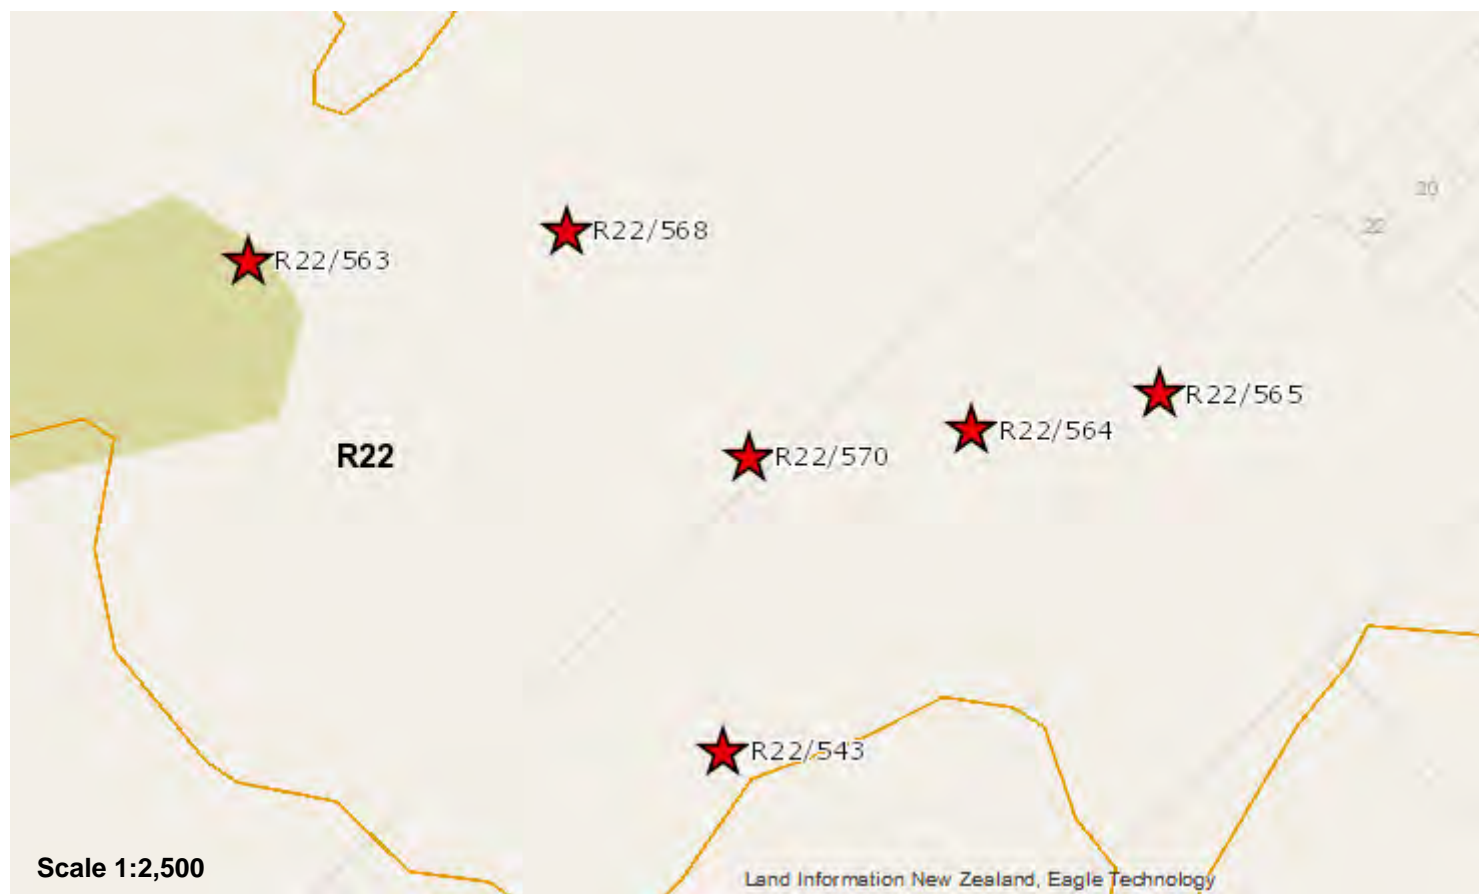 20
22
R22/568
R22/563
R22/565
R22/564
R22/570
R22
R22/543
Scale 1:2,500
Land Information New Zealand, Eagle Technology